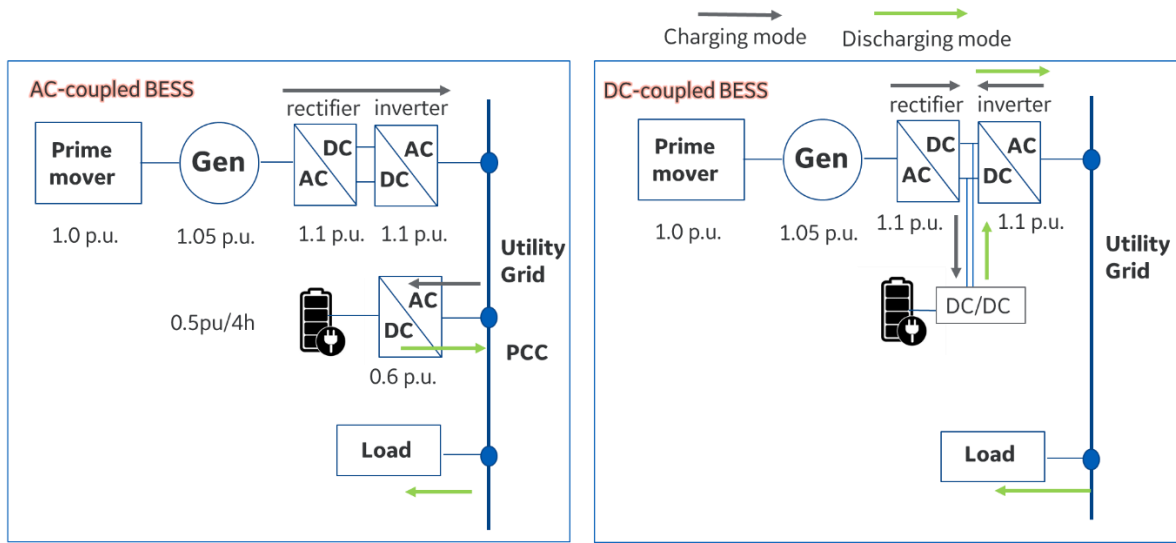 Charging mode
Discharging mode
AC-coupled BESS
rectifier
inverter
Prime
mover
Gen
DC
AC
AC
DC
1.0 p.u.
1.05 p.u.
1.1 p.u.
1.1 p.u.
Utility
Grid
0.5pu/4h
AC
DC
PCC
0.6 p.u.
Load
DC-coupled BESS
rectifier
inverter
Prime
mover
Gen
DC
AC
AC
DC
1.0 p.u.
1.05 p.u.
1.1 p.u.
1.1 p.u.
Utility
Grid
DC/DC
Load